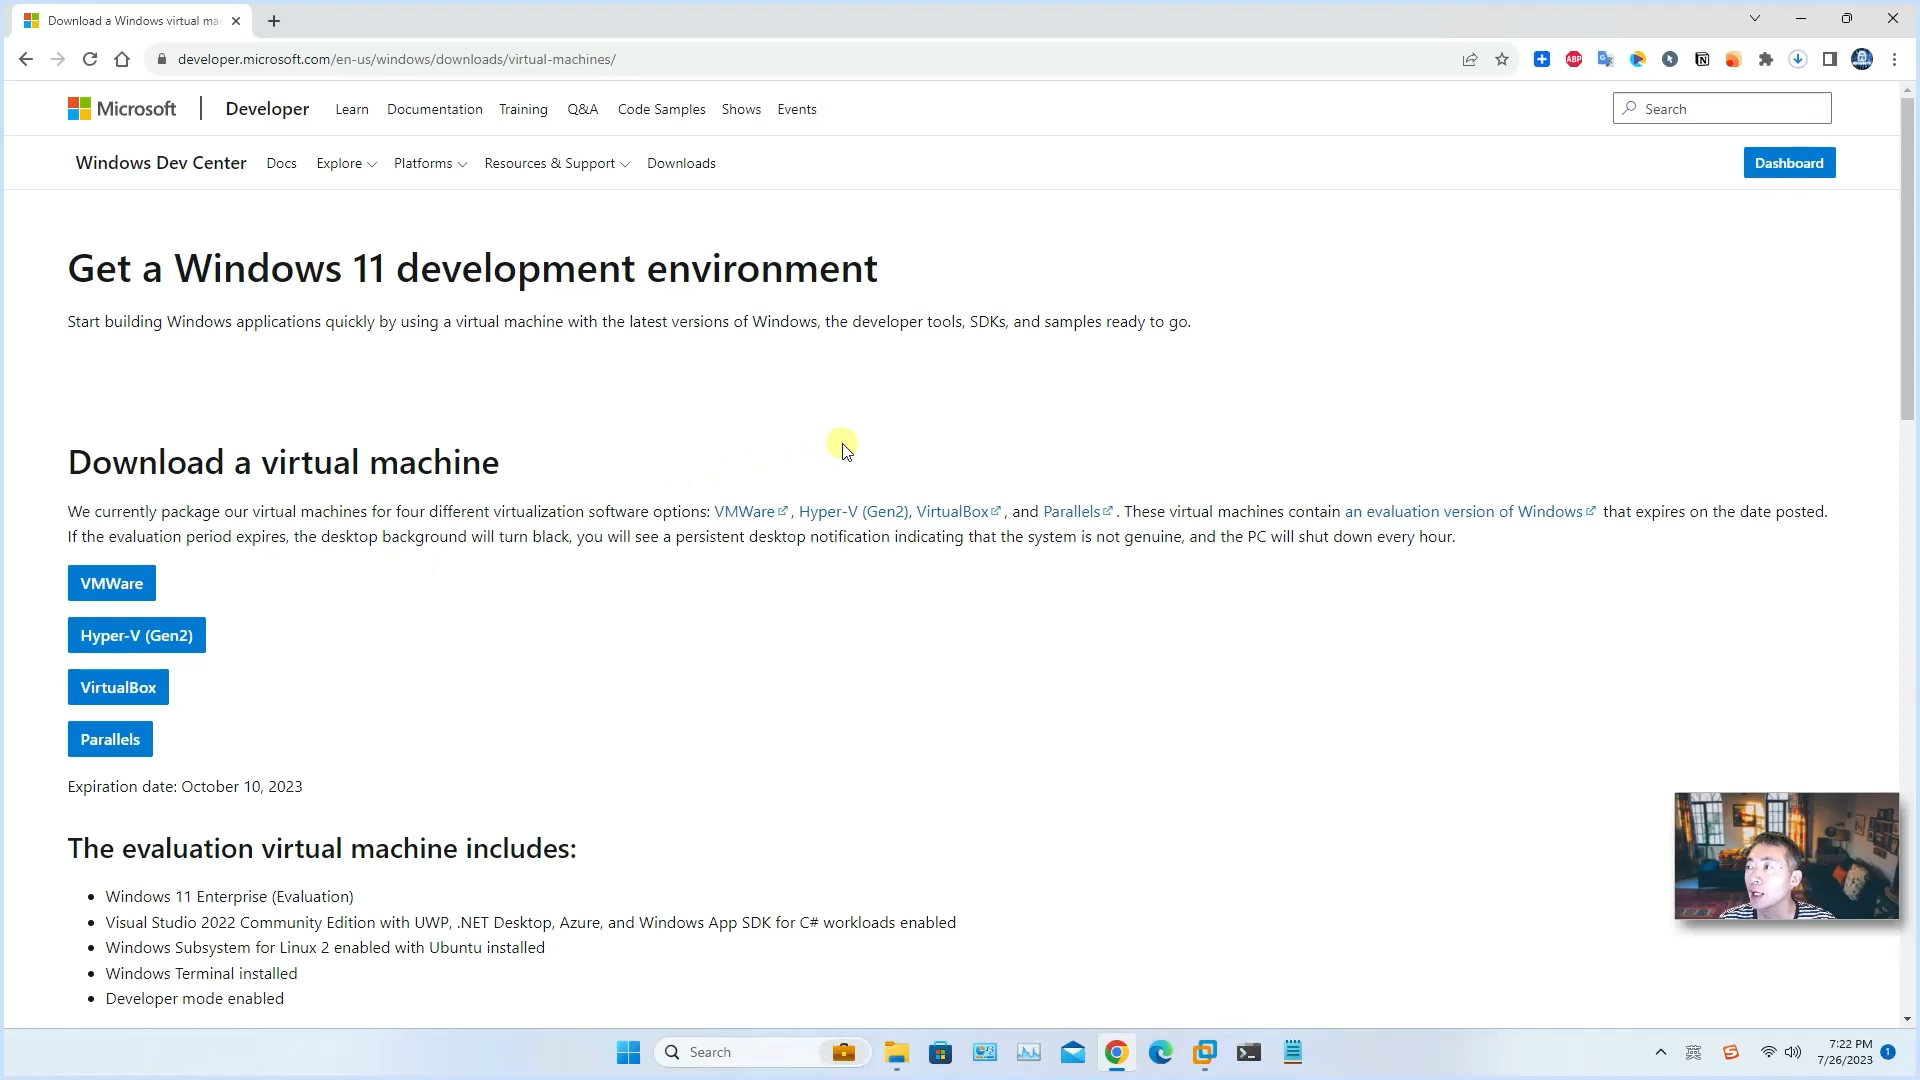 Download a Windows virtual ma
developer.microsoft.com/en-us/windows/downloads/virtual-machines/
ABP
Microsoft | Developer Learn Documentation Training Q&A Code Samples Shows Events Search
Windows Dev Center Docs Explore Platforms Resources & Support Downloads Dashboard
Get a Windows 11 development environment
Start building Windows applications quickly by using a virtual machine with the latest versions of Windows, the developer tools, SDKs, and samples ready to go.
Download a virtual machine
We currently package our virtual machines for four different virtualization software options: VMWare, Hyper-V (Gen2), VirtualBox, and Parallels. These virtual machines contain an evaluation version of Windows that expires on the date posted.
If the evaluation period expires, the desktop background will turn black, you will see a persistent desktop notification indicating that the system is not genuine, and the PC will shut down every hour.
VMWare
Hyper-V (Gen2)
VirtualBox
Parallels
Expiration date: October 10, 2023
The evaluation virtual machine includes:
• Windows 11 Enterprise (Evaluation)
• Visual Studio 2022 Community Edition with UWP, .NET Desktop, Azure, and Windows App SDK for C# workloads enabled
• Windows Subsystem for Linux 2 enabled with Ubuntu installed
• Windows Terminal installed
• Developer mode enabled
Search
英
7:22 PM
7/26/2023
1